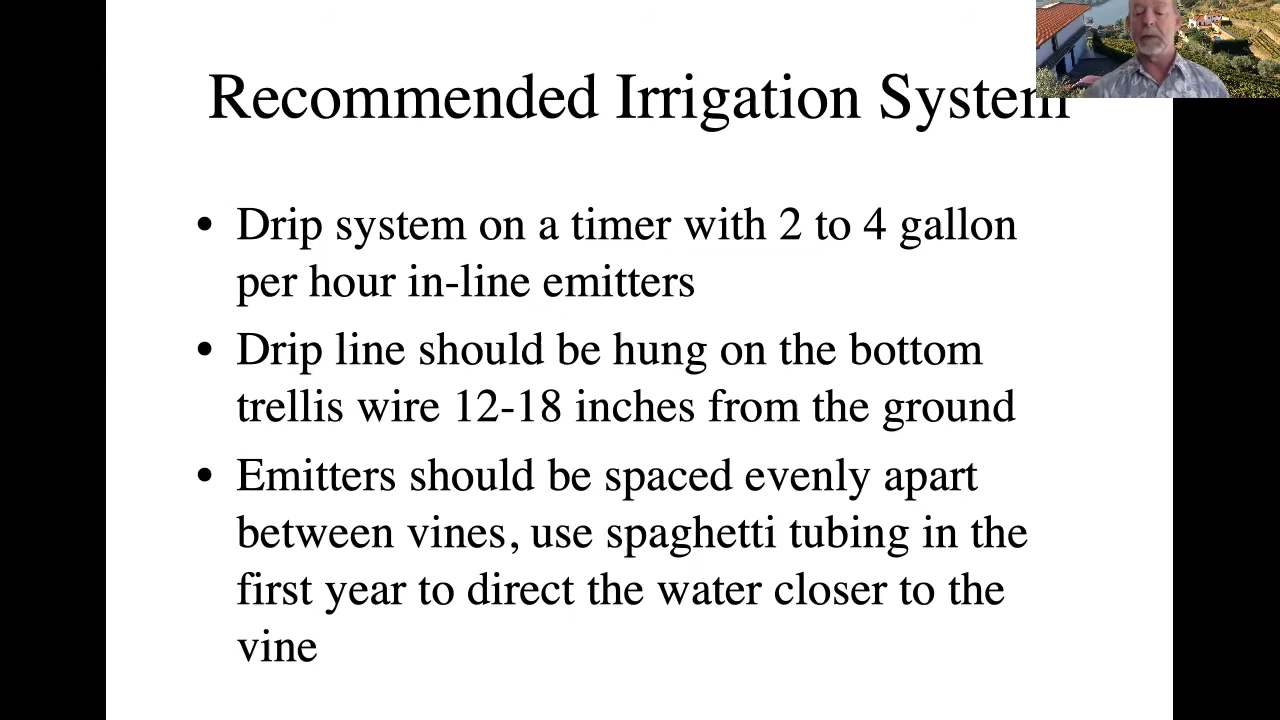 Recommended Irrigation System
• Drip system on a timer with 2 to 4 gallon
per hour in-line emitters
• Drip line should be hung on the bottom
trellis wire 12-18 inches from the ground
• Emitters should be spaced evenly apart
between vines, use spaghetti tubing in the
first year to direct the water closer to the
vine